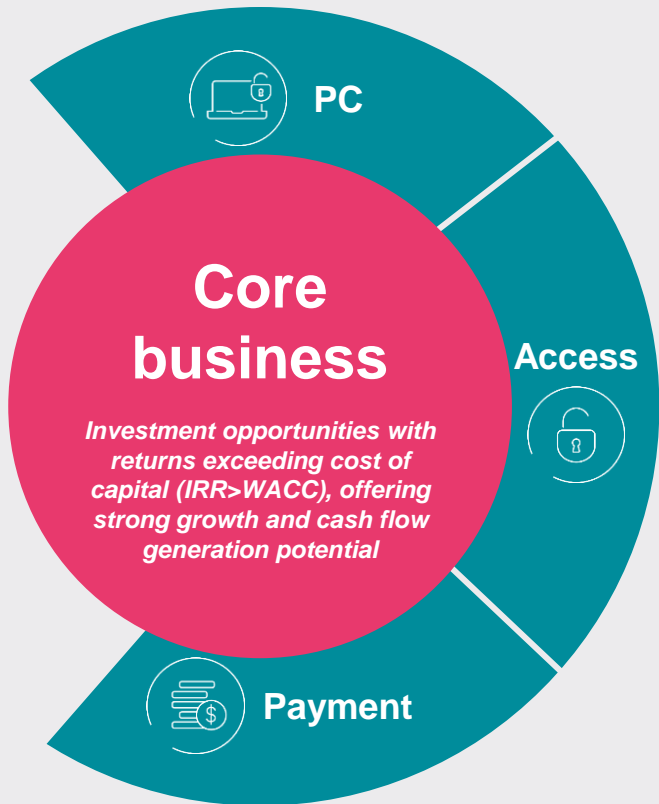 PC
Core
business
Access
Investment opportunities with
returns exceeding cost of
capital (IRR>WACC), offering
strong growth and cash flow
generation potential
$
Payment